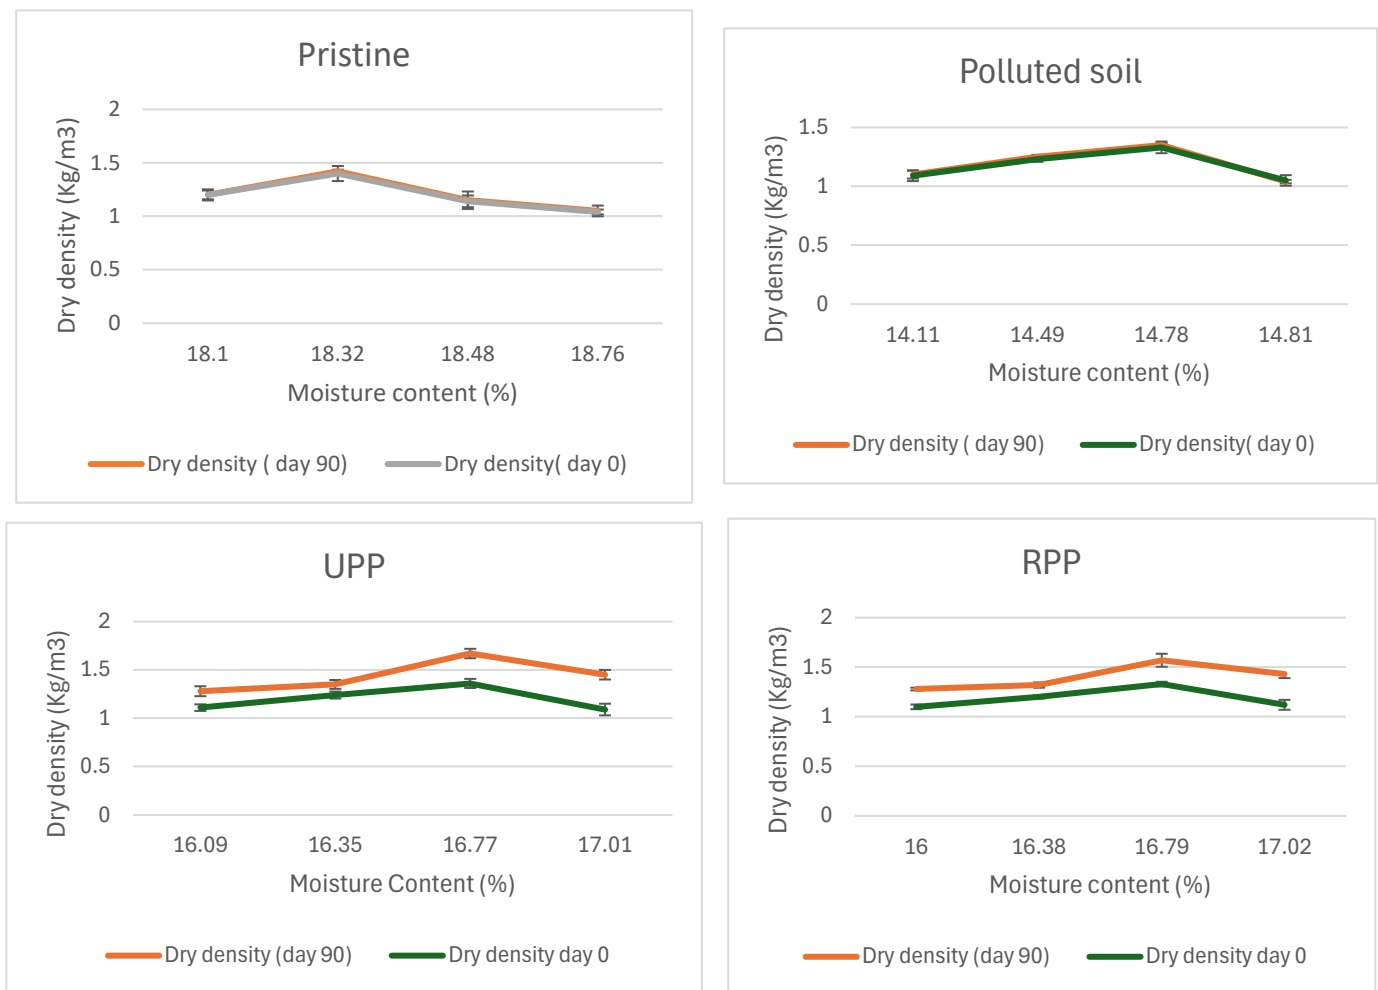 Pristine
Dry density (Kg/m3)
2
1.5
1
0.5
0
18.1 18.32 18.48 18.76
Moisture content (%)
Dry density ( day 90) Dry density( day 0)
Polluted soil
Dry density (Kg/m3)
1.5
1
0.5
0
14.11 14.49 14.78 14.81
Moisture content (%)
Dry density ( day 90) Dry density( day 0)
UPP
Dry density (Kg/m3)
2
1.5
1
0.5
0
16.09 16.35 16.77 17.01
Moisture Content (%)
Dry density (day 90) Dry density day 0
RPP
Dry density (Kg/m3)
2
1.5
1
0.5
0
16 16.38 16.79 17.02
Moisture content (%)
Dry density (day 90) Dry density day 0